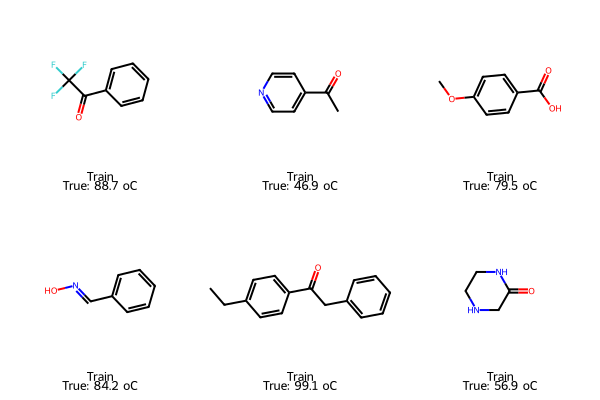 F
F
F
O
Train
True: 88.7 oC
N
O
Train
True: 46.9 oC
O
O
OH
Train
True: 79.5 oC
HO
N
Train
True: 84.2 oC
O
Train
True: 99.1 oC
NH
O
HN
Train
True: 56.9 oC